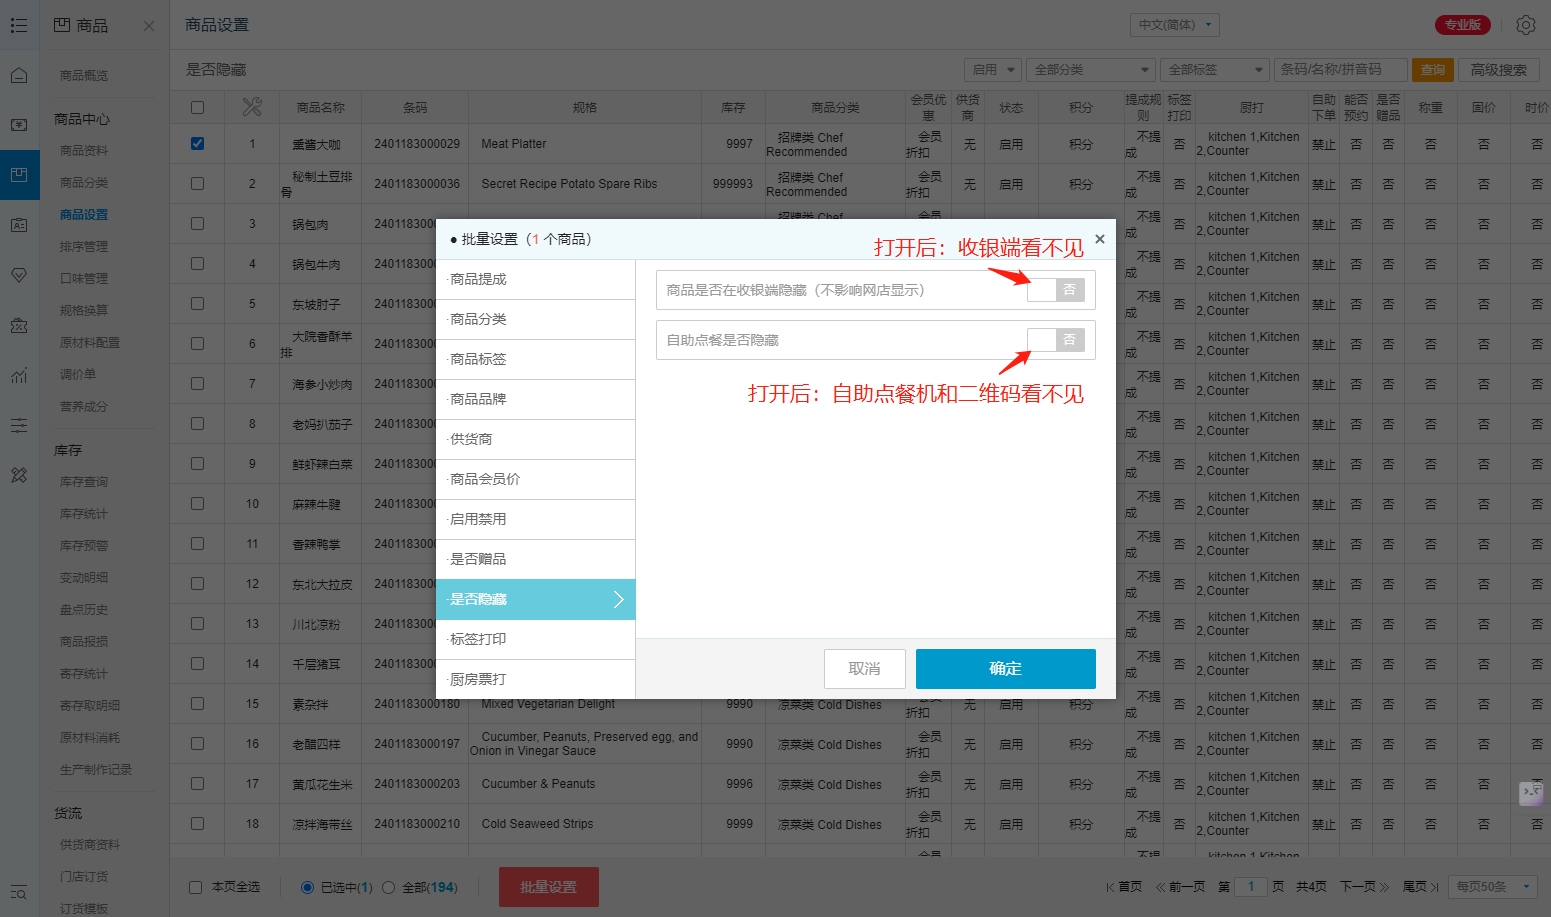 商品
商品设置
中文(简体)
专业版
是否隐藏
启用
全部分类
全部标签
条码/名称/拼音码
查询
高级搜索
商品概览
商品中心
商品资料
商品分类
商品设置
排序管理
口味管理
规格换算
原材料配置
调价单
营养成分
库存
库存查询
库存统计
库存预警
变动明细
盘点历史
商品报损
寄存统计
寄存取明细
原材料消耗
生产制作记录
货流
供货商资料
门店订货
订货模板
商品名称 条码 规格 库存 商品分类 会员优惠 供货商 状态 积分 提成规则 标签打印 厨打 自助下单 能否预约 是否赠品 称重 国价 时价
1 薰酱大咖 2401183000029 Meat Platter 9997 招牌类 Chef Recommended 会员折扣 无 启用 积分 不提成 否 kitchen 1,Kitchen 2,Counter 禁止 否 否 否 否 否
2 秘制土豆排骨 2401183000036 Secret Recipe Potato Spare Ribs 999993 招牌类 Chef Recommended 会员折扣 无 启用 积分 不提成 否 kitchen 1,Kitchen 2,Counter 禁止 否 否 否 否 否
3 锅包肉 240118300 招牌类 Chef 会员 不提成 否 kitchen 1,Kitchen 2,Counter 禁止 否 否 否 否 否
4 锅包牛肉 240118300 不提成 否 kitchen 1,Kitchen 2,Counter 禁止 否 否 否 否 否
5 东坡肘子 240118300 不提成 否 kitchen 1,Kitchen 2,Counter 禁止 否 否 否 否 否
6 大院香酥羊排 240118300 不提成 否 kitchen 1,Kitchen 2,Counter 禁止 否 否 否 否 否
7 海参小炒肉 240118300 不提成 否 kitchen 1,Kitchen 2,Counter 禁止 否 否 否 否 否
8 老妈扒茄子 240118300 不提成 否 kitchen 1,Kitchen 2,Counter 禁止 否 否 否 否 否
9 鲜虾辣白菜 240118300 不提成 否 kitchen 1,Kitchen 2,Counter 禁止 否 否 否 否 否
10 麻辣牛腱 240118300 不提成 否 kitchen 1,Kitchen 2,Counter 禁止 否 否 否 否 否
11 香辣鸭掌 240118300 不提成 否 kitchen 1,Kitchen 2,Counter 禁止 否 否 否 否 否
12 东北大拉皮 240118300 不提成 否 kitchen 1,Kitchen 2,Counter 禁止 否 否 否 否 否
13 川北凉粉 240118300 不提成 否 kitchen 1,Kitchen 2,Counter 禁止 否 否 否 否 否
14 千层猪耳 240118300 不提成 否 kitchen 1,Kitchen 2,Counter 禁止 否 否 否 否 否
15 素杂拌 2401183000180 Mixed Vegetarian Delight 9990 凉菜类 Cold Dishes 会员折扣 无 启用 积分 不提成 否 kitchen 1,Kitchen 2,Counter 禁止 否 否 否 否 否
16 老醋四样 2401183000197 Cucumber, Peanuts, Preserved egg, and Onion in Vinegar Sauce 9990 凉菜类 Cold Dishes 会员折扣 无 启用 积分 不提成 否 kitchen 1,Kitchen 2,Counter 禁止 否 否 否 否 否
17 黄瓜花生米 2401183000203 Cucumber & Peanuts 9996 凉菜类 Cold Dishes 会员折扣 无 启用 积分 不提成 否 kitchen 1,Kitchen 2,Counter 禁止 否 否 否 否 否
18 凉拌海带丝 2401183000210 Cold Seaweed Strips 9999 凉菜类 Cold Dishes 会员折扣 无 启用 积分 不提成 否 kitchen 1,Kitchen 2,Counter 禁止 否 否 否 否 否
● 批量设置（1 个商品）
×
·商品提成
·商品分类
·商品标签
·商品品牌
·供货商
·商品会员价
·启用禁用
·是否赠品
·是否隐藏
·标签打印
·厨房票打
打开后：收银端看不见
商品是否在收银端隐藏（不影响网店显示） 否
自助点餐是否隐藏 否
打开后：自助点餐机和二维码看不见
取消
确定
本页全选
已选中(1)
全部(194)
批量设置
首页
前一页
第 1 页
共4页
下一页
尾页
每页50条